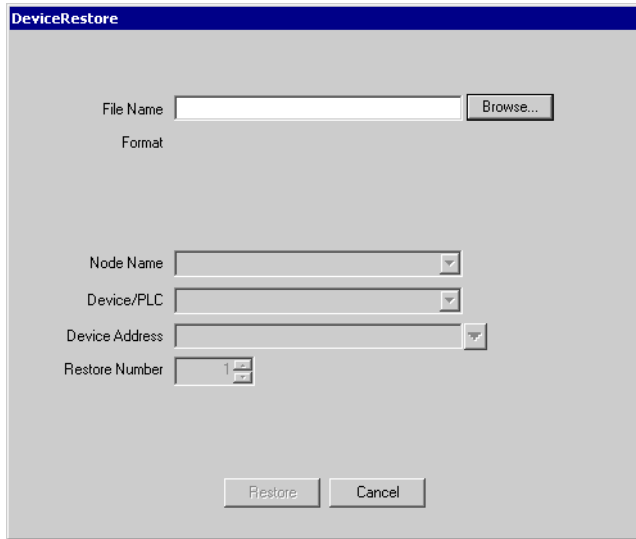 DeviceRestore
File Name Browse...
Format
Node Name
Device/PLC
Device Address
Restore Number 1
Restore Cancel